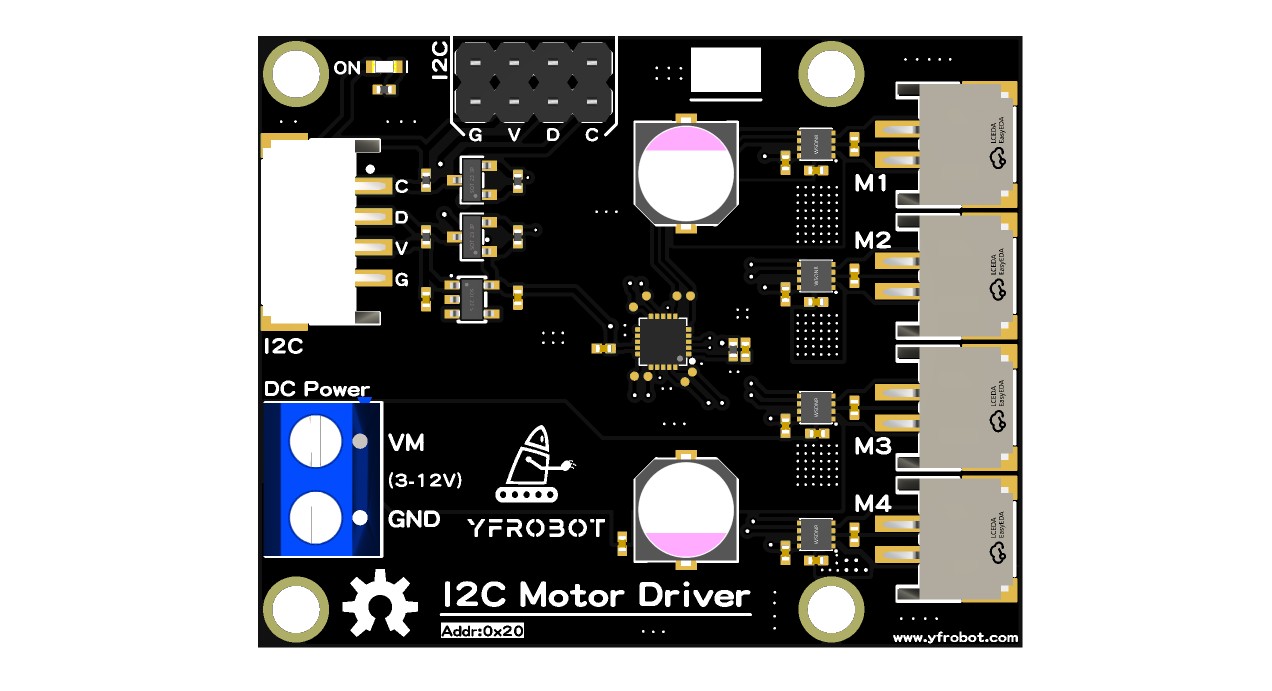 ON
I2C
G V D C
C
D
V
G
I2C
M1
M2
M3
M4
LCEDA
EasyEDA
LCEDA
EasyEDA
LCEDA
EasyEDA
LCEDA
EasyEDA
DC Power
VM
(3-12V)
GND
YFROBOT
I2C Motor Driver
Addr:0x20
www.yfrobot.com